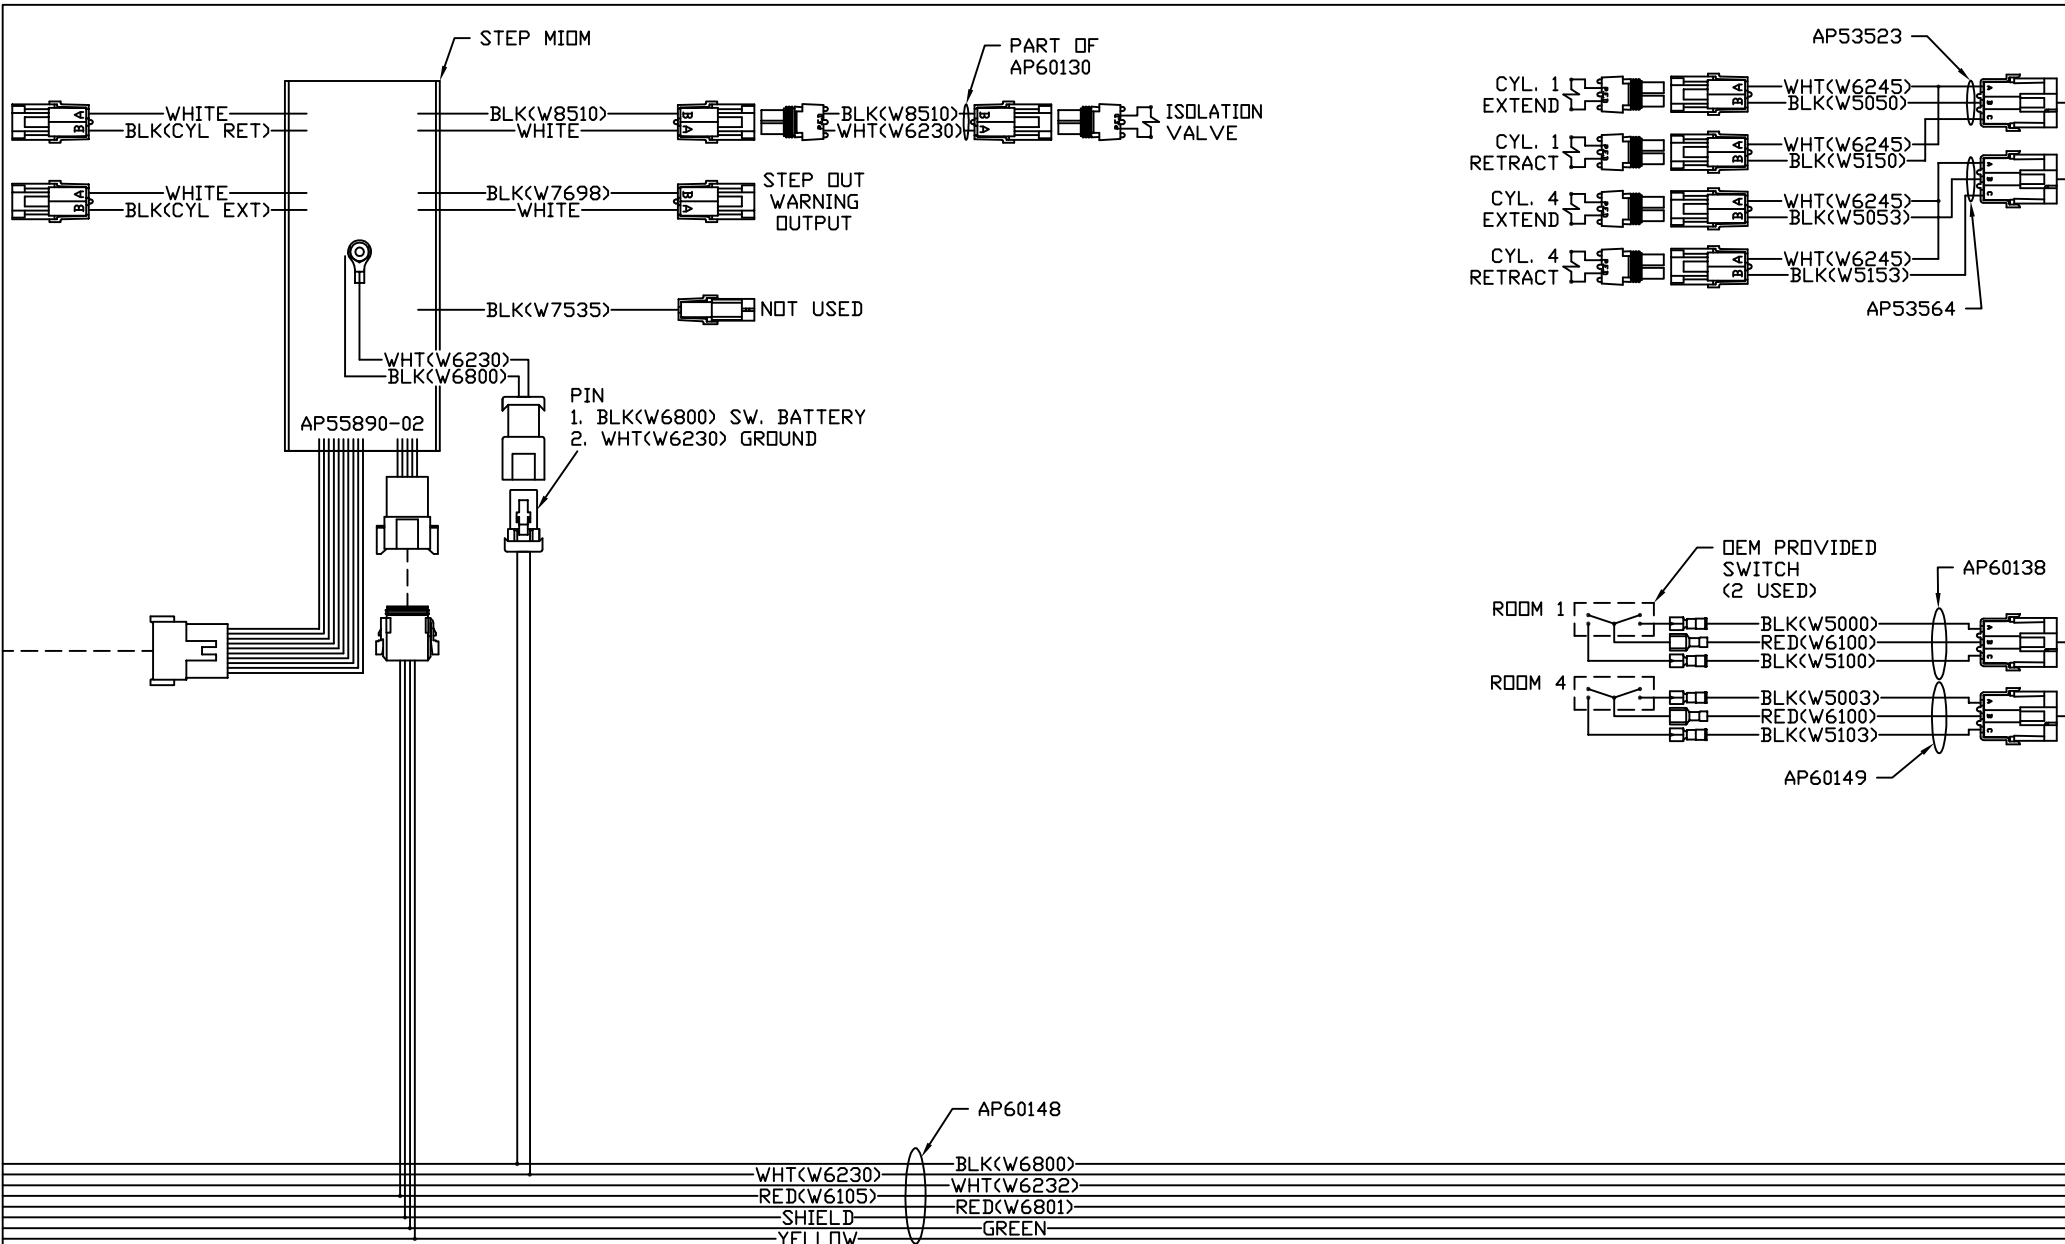 STEP MIOM
WHITE
BLK(CYL RET)
WHITE
BLK(CYL EXT)
A
B
A
B
BLK(W8510)
WHITE
B
A
PART OF
AP60130
BLK(W8510)
WHT(W6230)
B
A
ISOLATION
VALVE
BLK(W7698)
WHITE
B
A
STEP OUT
WARNING
OUTPUT
BLK(W7535)
NOT USED
WHT(W6230)
BLK(W6800)
AP55890-02
PIN
1. BLK(W6800) SW. BATTERY
2. WHT(W6230) GROUND
AP53523
CYL. 1
EXTEND
A
B
WHT(W6245)
BLK(W5050)
A
B
C
CYL. 1
RETRACT
A
B
WHT(W6245)
BLK(W5150)
CYL. 4
EXTEND
A
B
WHT(W6245)
BLK(W5053)
A
B
C
CYL. 4
RETRACT
A
B
WHT(W6245)
BLK(W5153)
AP53564
OEM PROVIDED
SWITCH
(2 USED)
AP60138
ROOM 1
BLK(W5000)
RED(W6100)
BLK(W5100)
A
B
C
ROOM 4
BLK(W5003)
RED(W6100)
BLK(W5103)
A
B
C
AP60149
AP60148
BLK(W6800)
WHT(W6230)
WHT(W6232)
RED(W6105)
RED(W6801)
SHIELD
GREEN
YELLOW